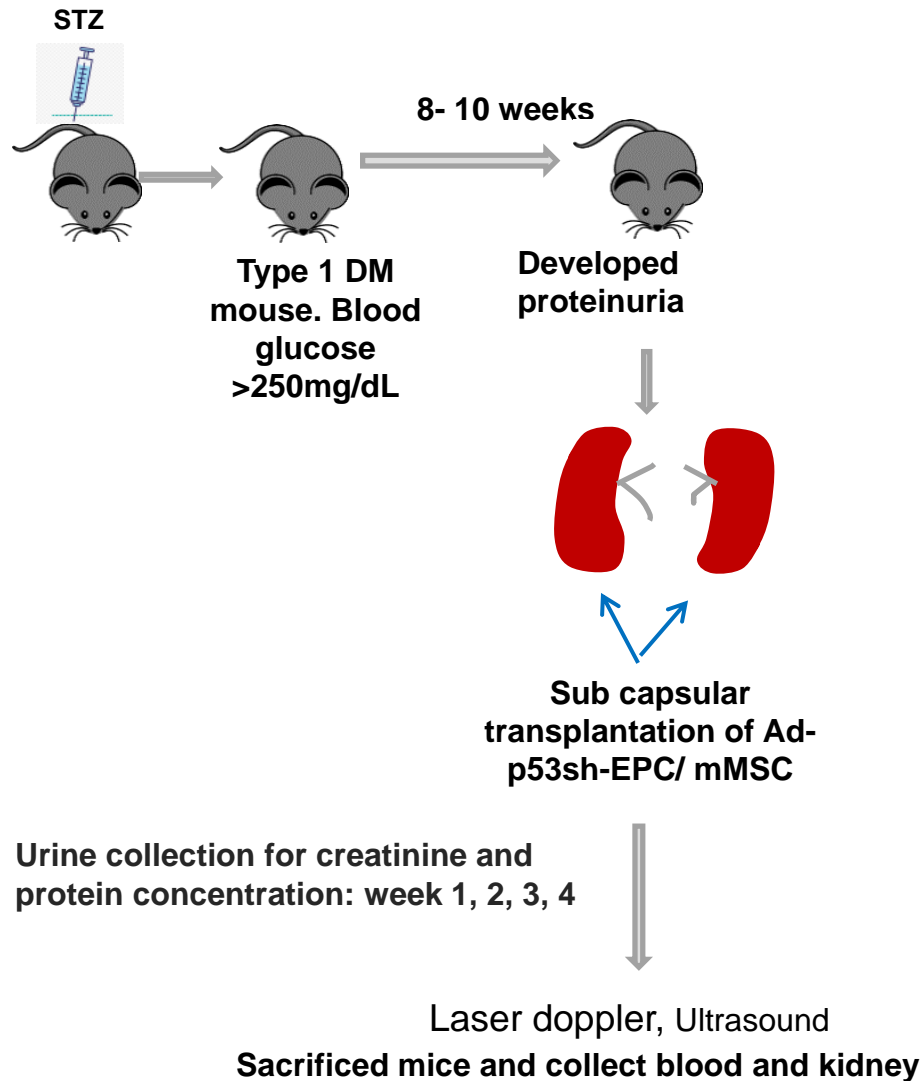 STZ
8- 10 weeks
Type 1 DM
mouse. Blood
glucose
>250mg/dL
Developed
proteinuria
Sub capsular
transplantation of Ad-
p53sh-EPC/ mMSC
Urine collection for creatinine and
protein concentration: week 1, 2, 3, 4
Laser doppler, Ultrasound
Sacrificed mice and collect blood and kidney